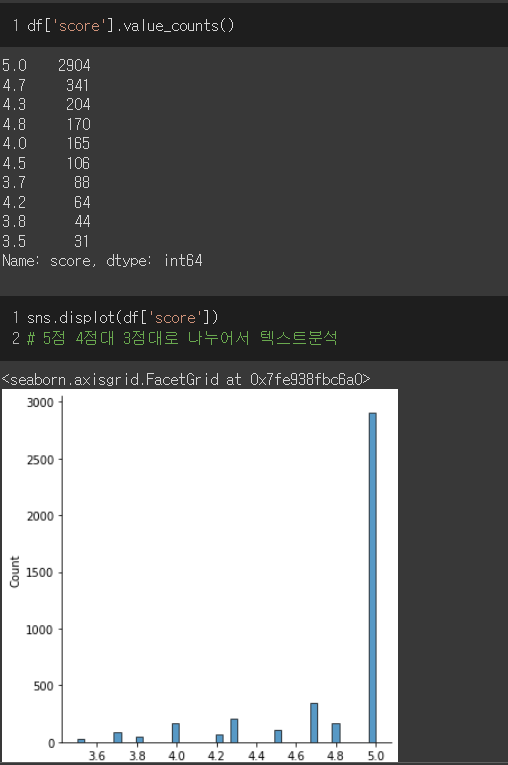 1 df['score'].value_counts()
5.0 2904
4.7 341
4.3 204
4.8 170
4.0 165
4.5 106
3.7 88
4.2 64
3.8 44
3.5 31
Name: score, dtype: int64
1 sns.displot(df['score'])
2 # 5점 4점대 3점대로 나누어서 텍스트분석
<seaborn.axisgrid.FacetGrid at 0x7fe938fbc6a0>
3000
2500
2000
1500
1000
500
0
Count
3.6 3.8 4.0 4.2 4.4 4.6 4.8 5.0